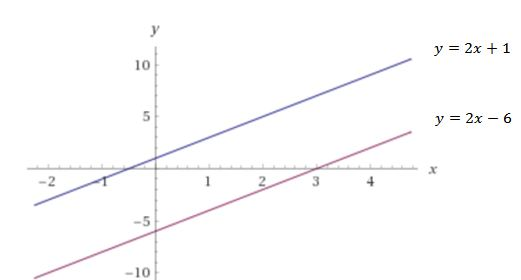 y
y = 2x + 1
10
5
y = 2x − 6
x
−2 −1 1 2 3 4
−5
−10